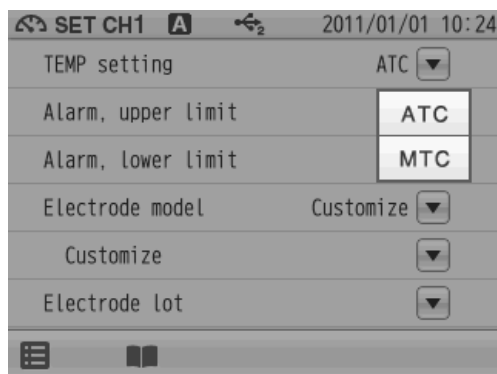 SET CH1 A 2 2011/01/01 10:24
TEMP setting ATC
Alarm, upper limit ATC
Alarm, lower limit MTC
Electrode model Customize
Customize
Electrode lot